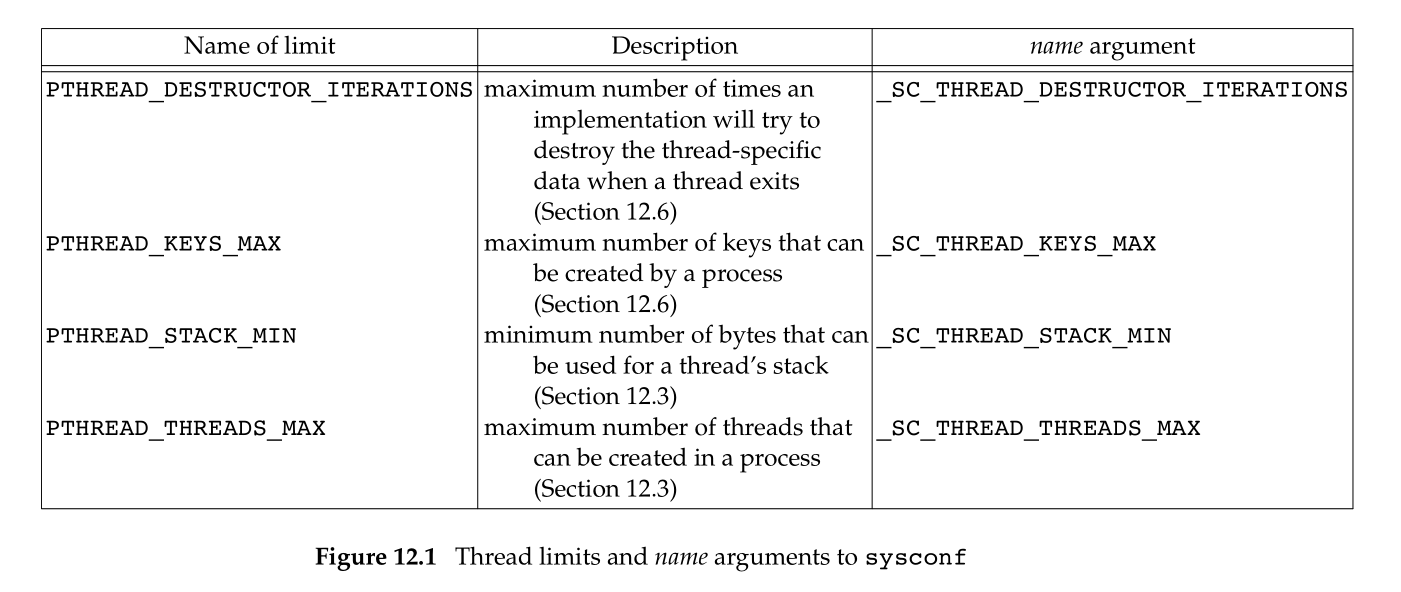 Name of limit Description name argument
PTHREAD_DESTRUCTOR_ITERATIONS maximum number of times an _SC_THREAD_DESTRUCTOR_ITERATIONS
implementation will try to
destroy the thread-specific
data when a thread exits
(Section 12.6)
PTHREAD_KEYS_MAX maximum number of keys that can _SC_THREAD_KEYS_MAX
be created by a process
(Section 12.6)
PTHREAD_STACK_MIN minimum number of bytes that can _SC_THREAD_STACK_MIN
be used for a thread's stack
(Section 12.3)
PTHREAD_THREADS_MAX maximum number of threads that _SC_THREAD_THREADS_MAX
can be created in a process
(Section 12.3)
Figure 12.1 Thread limits and name arguments to sysconf